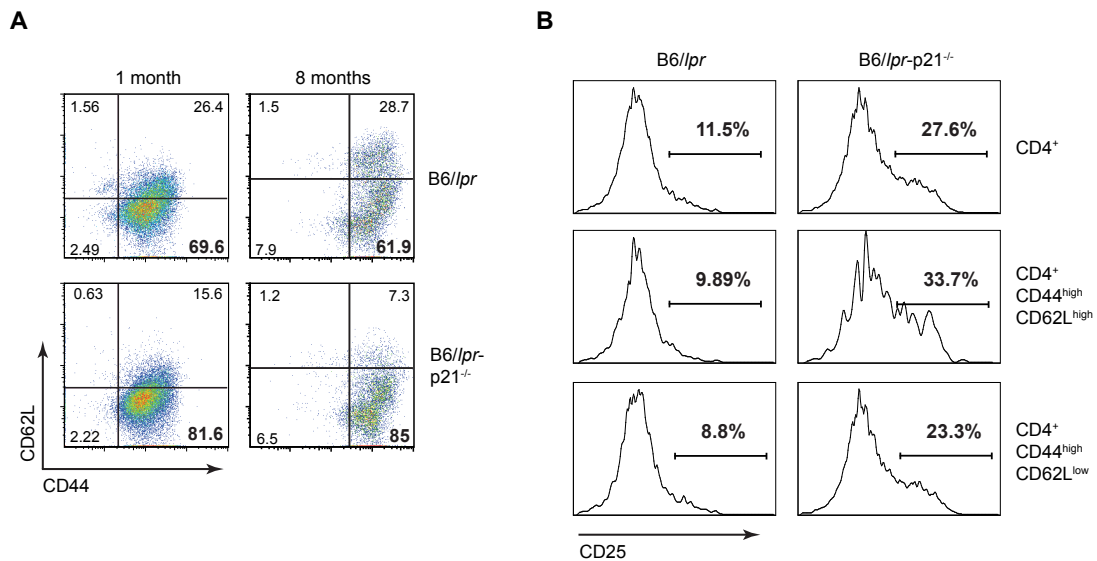 A
B
1 month
8 months
B6/lpr
B6/lpr-p21-/-
1.56
26.4
1.5
28.7
B6/lpr
2.49
69.6
7.9
61.9
0.63
15.6
1.2
7.3
B6/lpr-
p21-/-
2.22
81.6
6.5
85
CD62L
CD44
11.5%
27.6%
CD4+
9.89%
33.7%
CD4+
CD44high
CD62Lhigh
8.8%
23.3%
CD4+
CD44high
CD62Llow
CD25